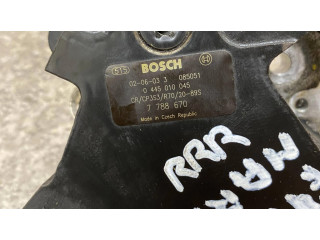 515 BOSCH
02-06-03 3 085051
0 445 010 045
CR/CP3S3/R70/20-89S
7 788 670
Made in Czech Republic
RRR